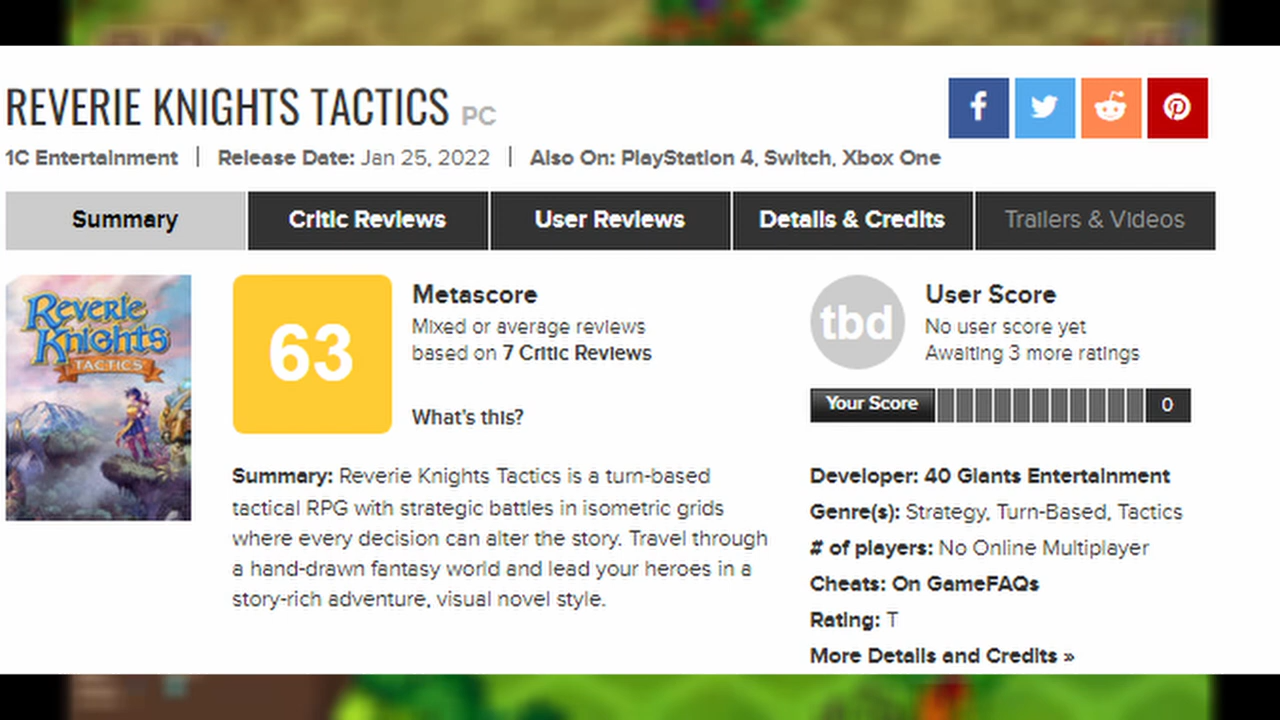 REVERIE KNIGHTS TACTICS PC
1C Entertainment | Release Date: Jan 25, 2022 | Also On: PlayStation 4, Switch, Xbox One
Summary Critic Reviews User Reviews Details & Credits Trailers & Videos
Reverie
Knights
TACTICS
63
Metascore
Mixed or average reviews
based on 7 Critic Reviews
What's this?
tbd
User Score
No user score yet
Awaiting 3 more ratings
Your Score 0
Summary: Reverie Knights Tactics is a turn-based
tactical RPG with strategic battles in isometric grids
where every decision can alter the story. Travel through
a hand-drawn fantasy world and lead your heroes in a
story-rich adventure, visual novel style.
Developer: 40 Giants Entertainment
Genre(s): Strategy, Turn-Based, Tactics
# of players: No Online Multiplayer
Cheats: On GameFAQs
Rating: T
More Details and Credits »